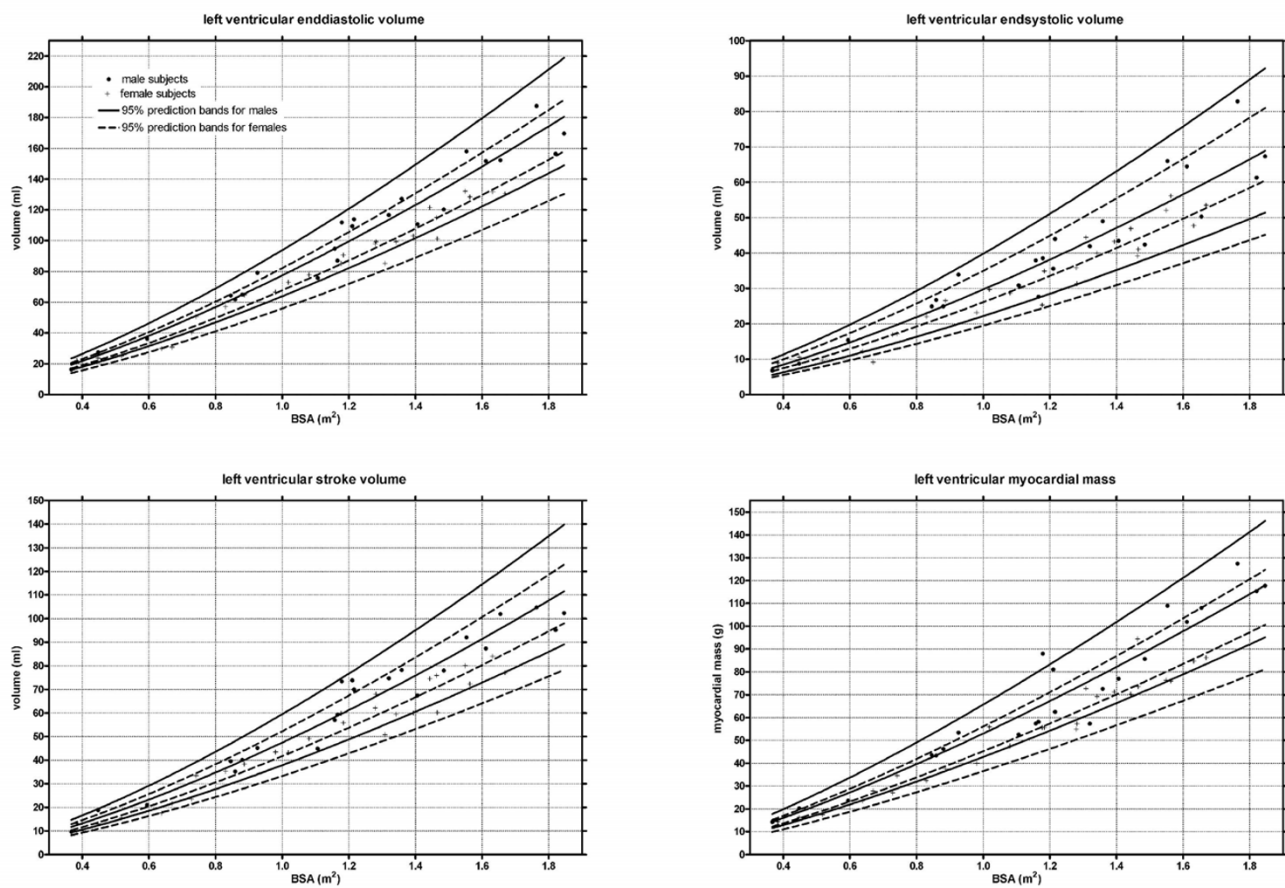 left ventricular enddiastolic volume
220
200
180
160
140
120
100
80
60
40
20
0
volume (ml)
male subjects
female subjects
95% prediction bands for males
95% prediction bands for females
0.4 0.6 0.8 1.0 1.2 1.4 1.6 1.8
BSA (m²)
left ventricular endsystolic volume
100
90
80
70
60
50
40
30
20
10
0
volume (ml)
0.4 0.6 0.8 1.0 1.2 1.4 1.6 1.8
BSA (m²)
left ventricular stroke volume
150
140
130
120
110
100
90
80
70
60
50
40
30
20
10
0
volume (ml)
0.4 0.6 0.8 1.0 1.2 1.4 1.6 1.8
BSA (m²)
left ventricular myocardial mass
150
140
130
120
110
100
90
80
70
60
50
40
30
20
10
0
myocardial mass (g)
0.4 0.6 0.8 1.0 1.2 1.4 1.6 1.8
BSA (m²)